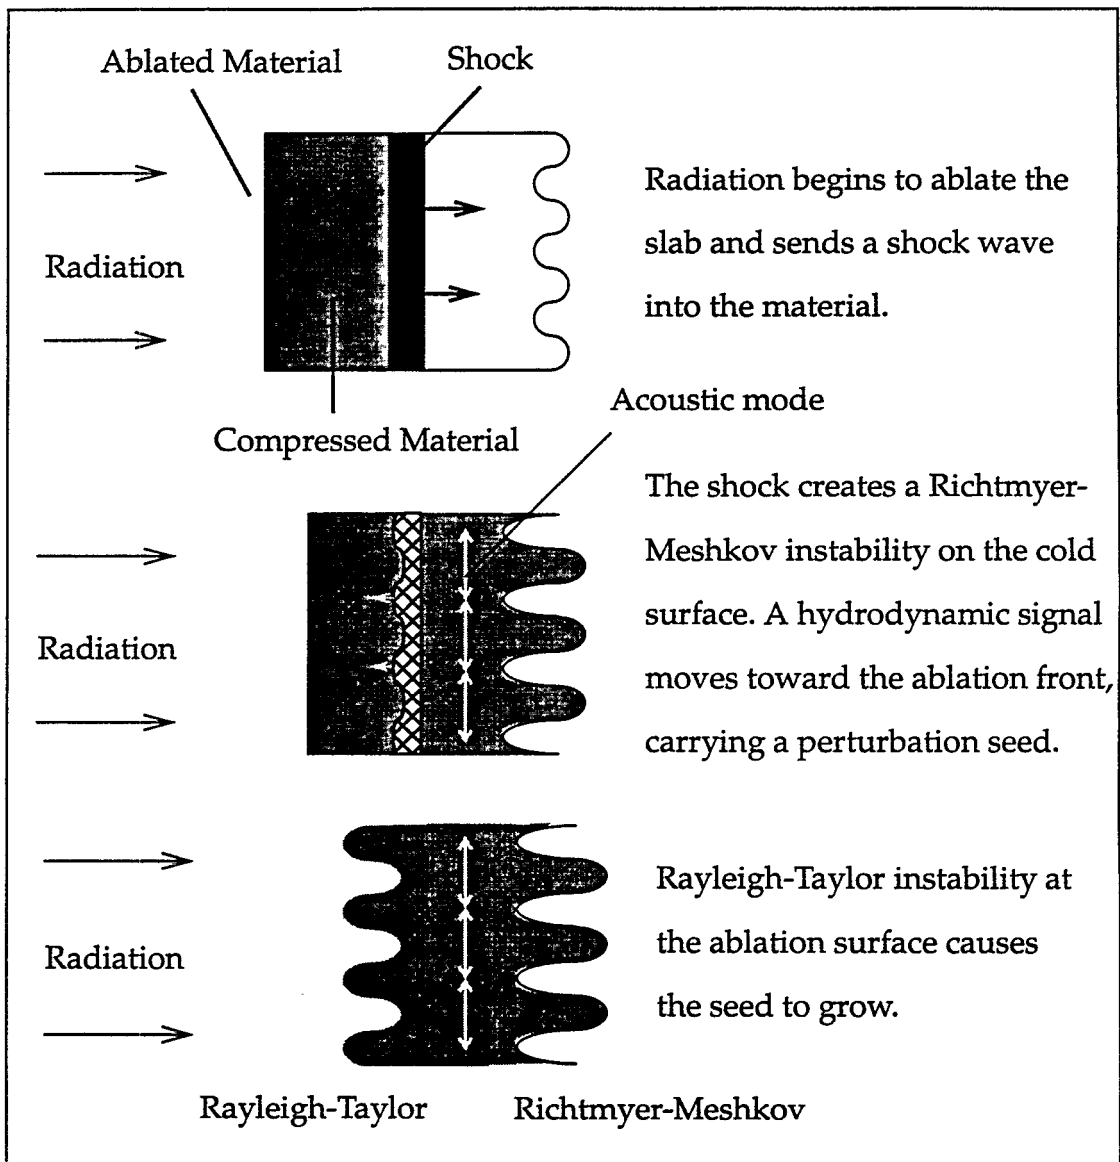 Ablated Material
Shock
Radiation
Radiation begins to ablate the
slab and sends a shock wave
into the material.
Compressed Material
Acoustic mode
Radiation
The shock creates a Richtmyer-
Meshkov instability on the cold
surface. A hydrodynamic signal
moves toward the ablation front,
carrying a perturbation seed.
Radiation
Rayleigh-Taylor instability at
the ablation surface causes
the seed to grow.
Rayleigh-Taylor
Richtmyer-Meshkov